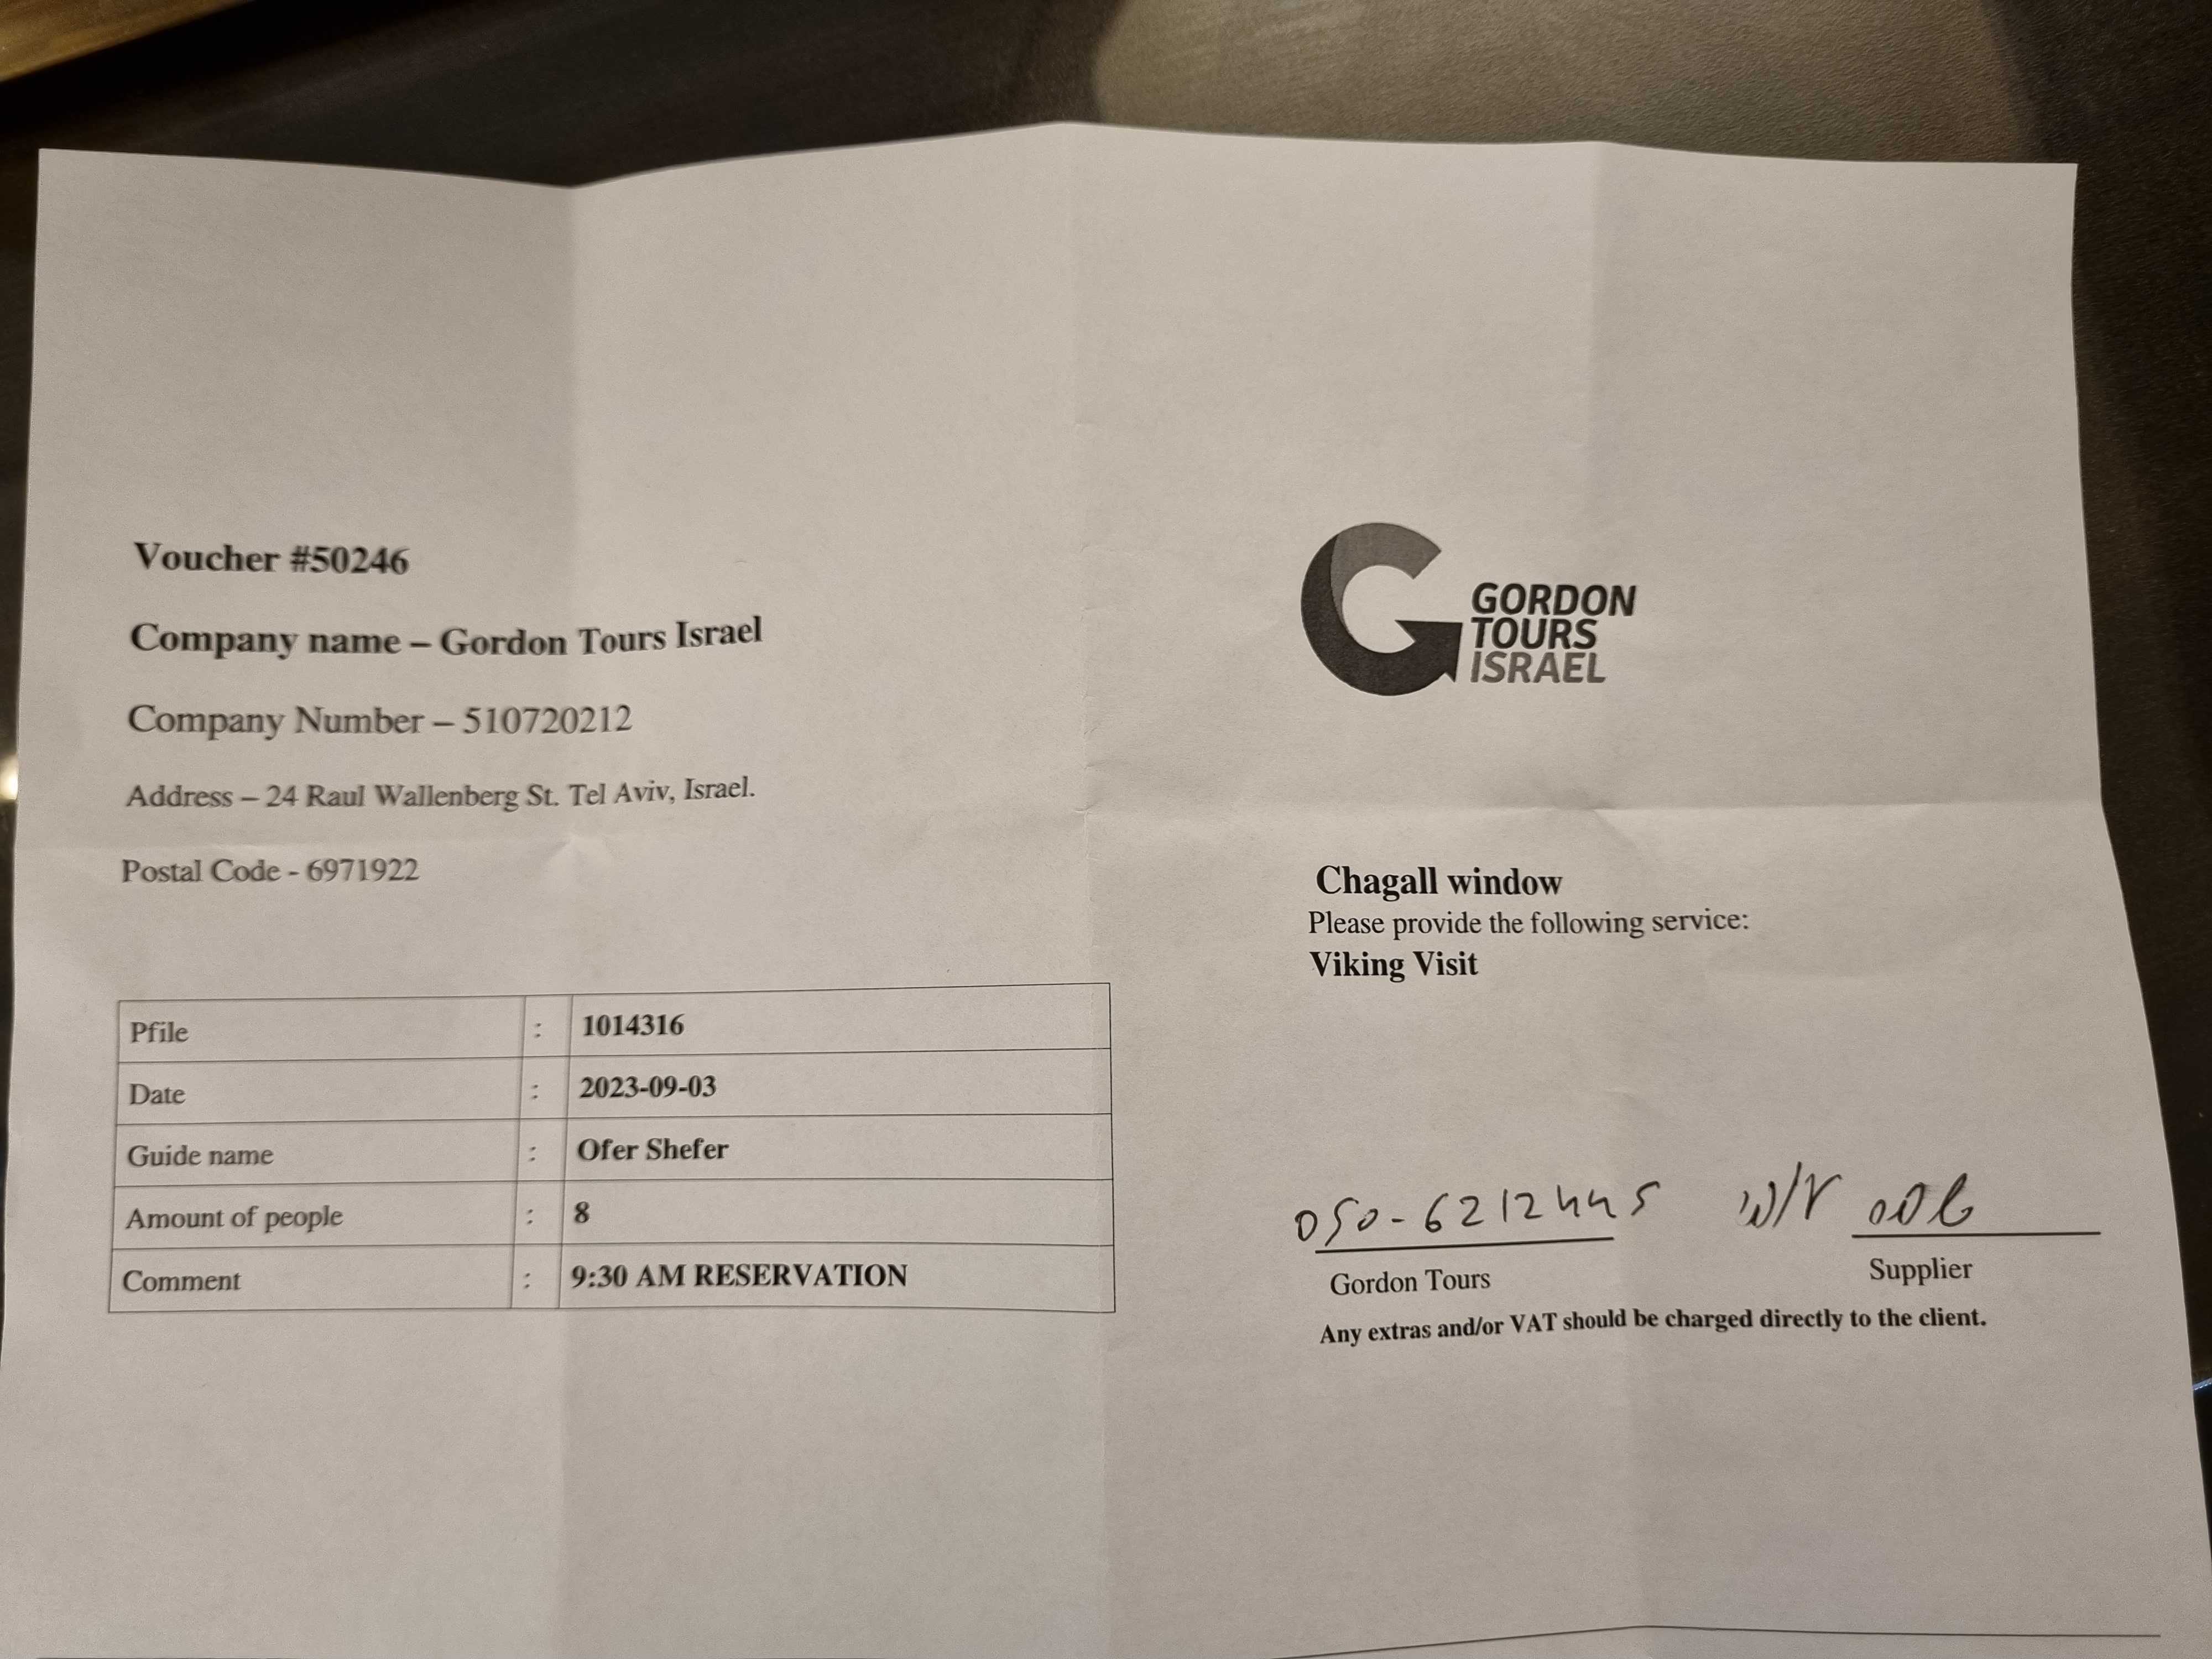 Voucher #50246
Company name – Gordon Tours Israel
Company Number – 510720212
Address – 24 Raul Wallenberg St. Tel Aviv, Israel.
Postal Code - 6971922
Pfile : 1014316
Date : 2023-09-03
Guide name : Ofer Shefer
Amount of people : 8
Comment : 9:30 AM RESERVATION
GORDON
TOURS
ISRAEL
Chagall window
Please provide the following service:
Viking Visit
050-6212445
Gordon Tours
Supplier
Any extras and/or VAT should be charged directly to the client.